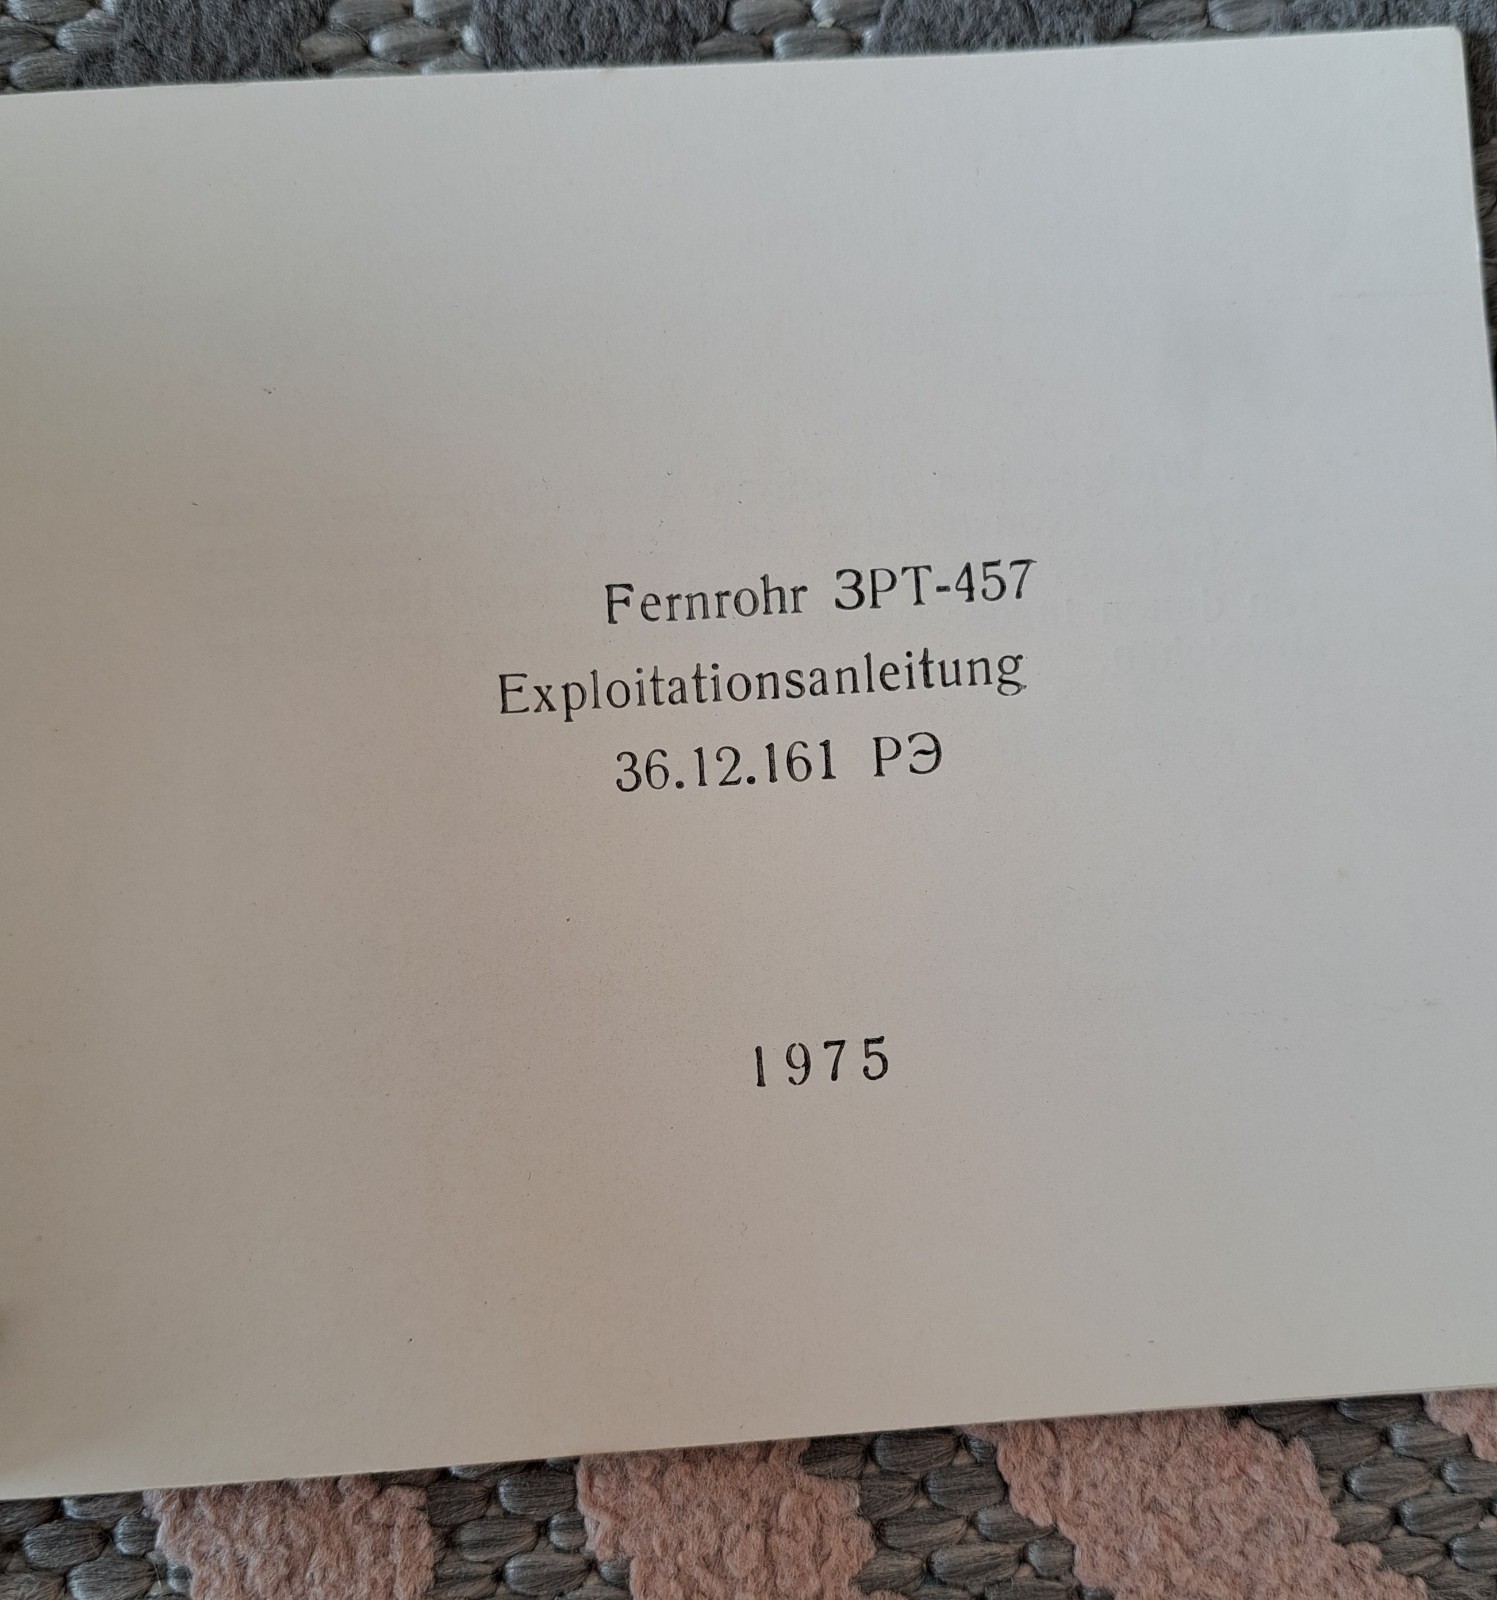 Fernrohr ЗРТ-457
Exploitationsanleitung
36.12.161 РЭ
1975